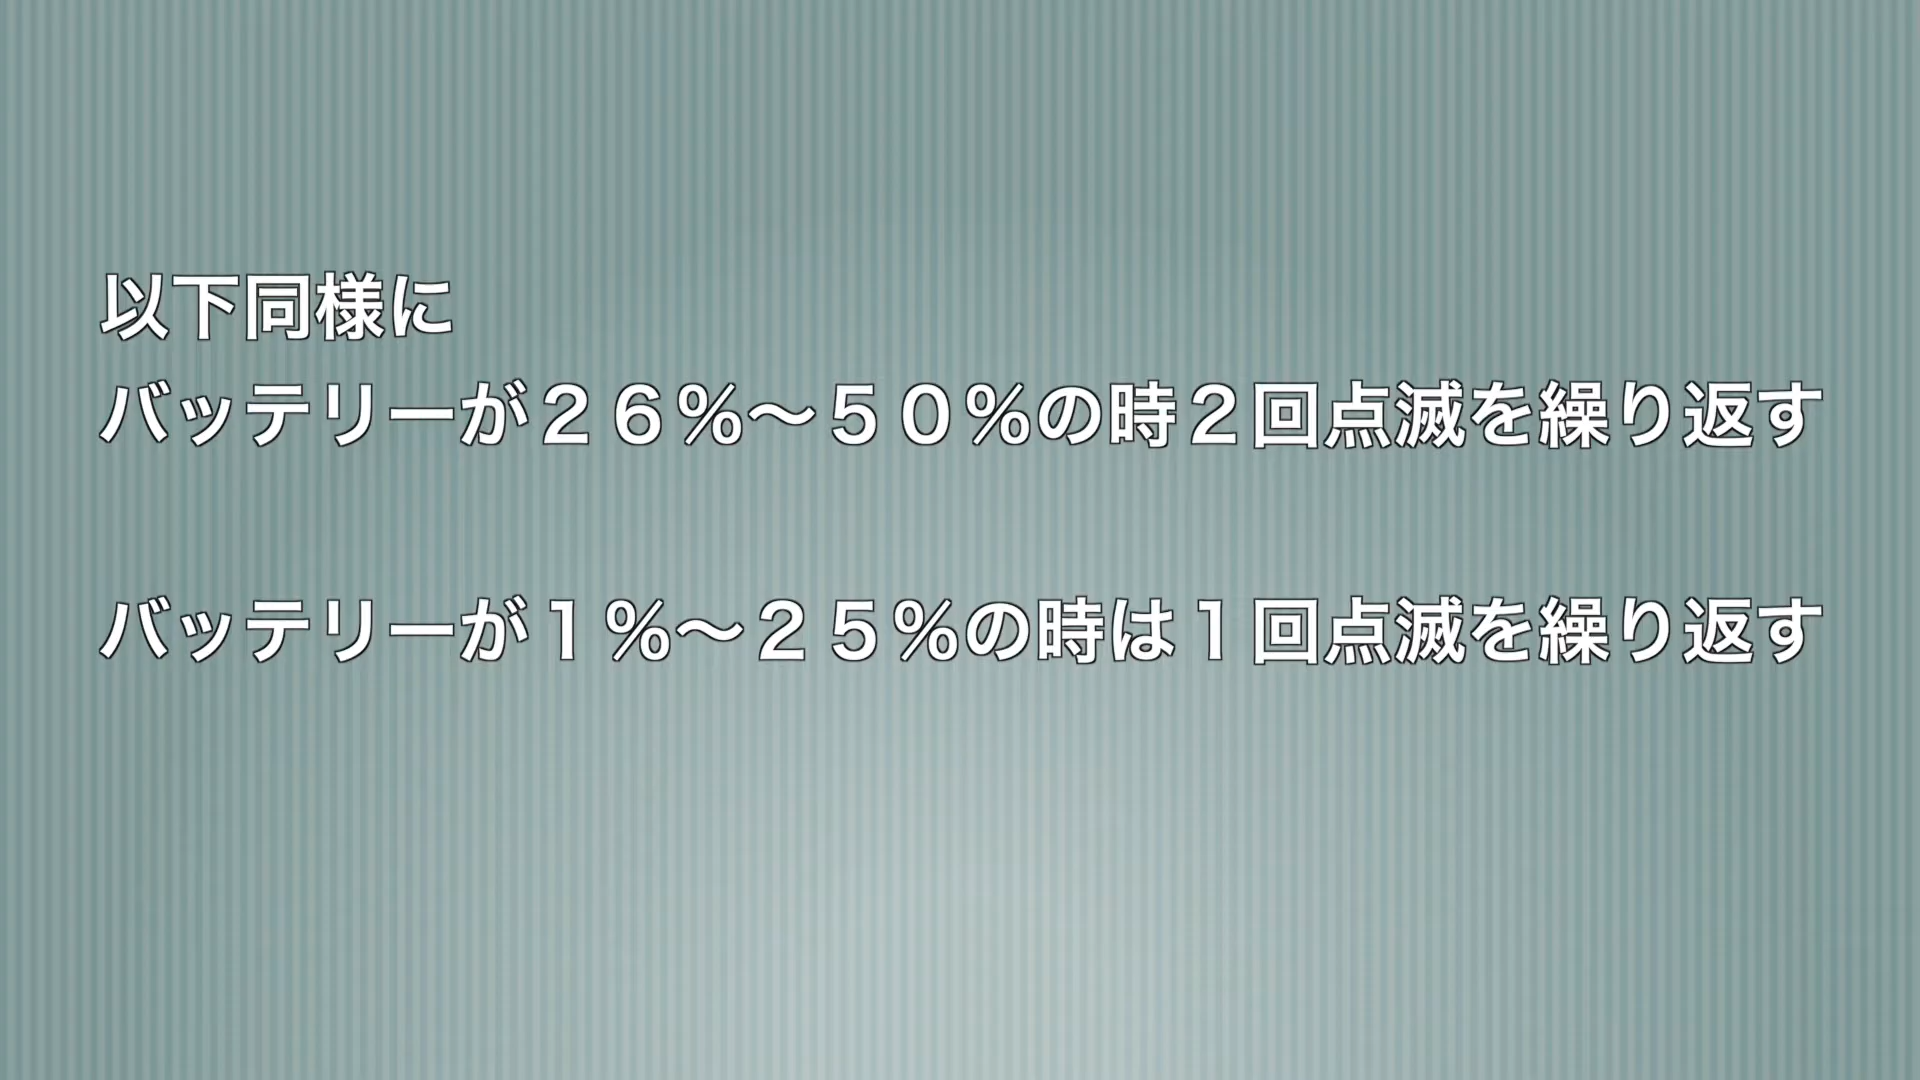 以下同様に
バッテリーが２６％〜５０％の時２回点滅を繰り返す
バッテリーが１％〜２５％の時は１回点滅を繰り返す